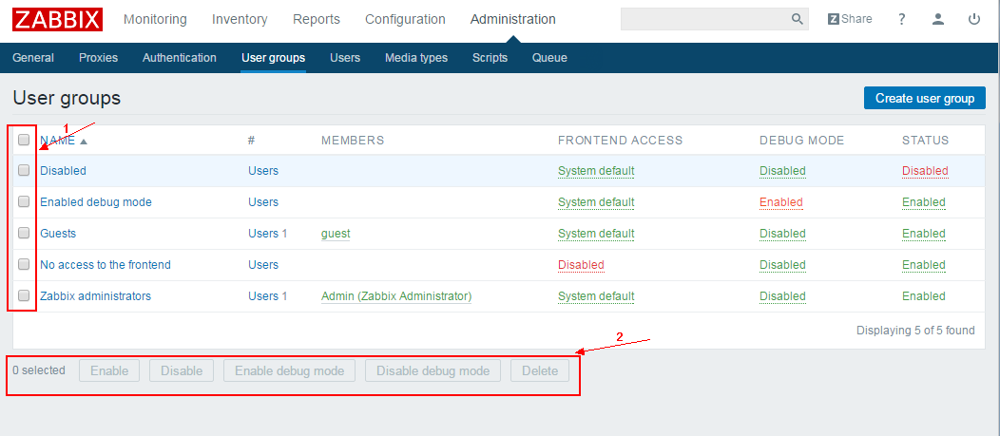 ZABBIX Monitoring Inventory Reports Configuration Administration Z Share ?
General Proxies Authentication User groups Users Media types Scripts Queue
User groups Create user group
1
NAME # MEMBERS FRONTEND ACCESS DEBUG MODE STATUS
Disabled Users System default Disabled Disabled
Enabled debug mode Users System default Enabled Enabled
Guests Users 1 guest System default Disabled Enabled
No access to the frontend Users Disabled Disabled Enabled
Zabbix administrators Users 1 Admin (Zabbix Administrator) System default Disabled Enabled
Displaying 5 of 5 found
2
0 selected Enable Disable Enable debug mode Disable debug mode Delete